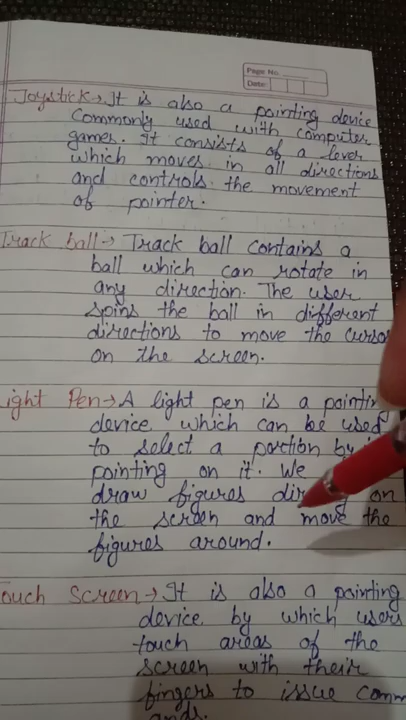 Page No.
Date:
Joystick→ It is also a pointing device
commonly used with computer
games. It consists of a lever
which moves in all directions
and controls the movement
of pointer.
Track ball→ Track ball contains a
ball which can rotate in
any direction. The user
spins the ball in different
directions to move the curso
on the screen.
ight Pen→ A light pen is a pointin
device which can be used
to select a portion by
pointing on it. We
draw figures on
the screen and move the
figures around.
ouch Screen→ It is also a pointing
device by which users
touch areas of the
screen with their
fingers to issue comm
ands.